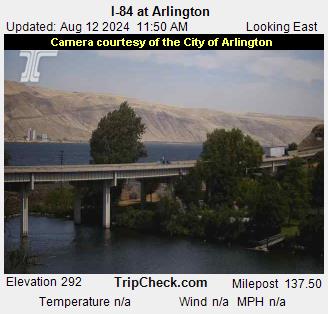 I-84 at Arlington
Updated: Aug 12 2024 11:50 AM Looking East
Camera courtesy of the City of Arlington
Elevation 292 TripCheck.com Milepost 137.50
Temperature n/a Wind n/a MPH n/a